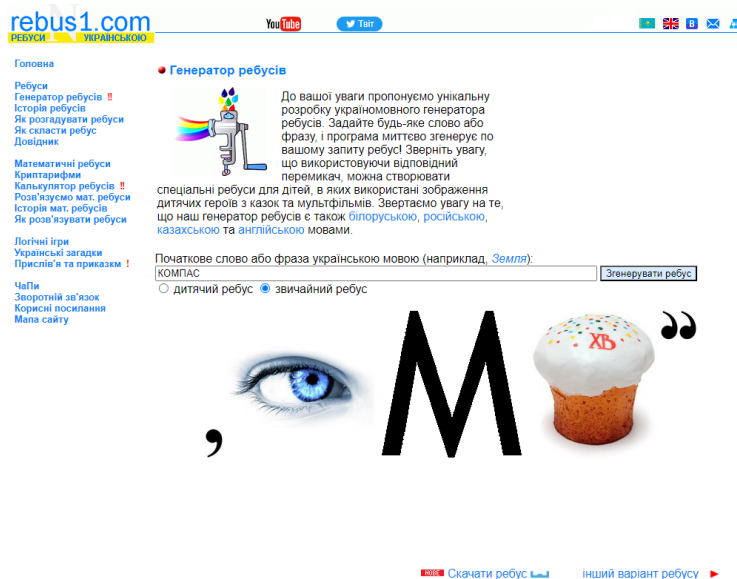 rebus1.com
РЕБУСИ УКРАЇНСЬКОЮ
You Tube
Твіт
В
Головна
Ребуси
Генератор ребусів !!
Історія ребусів
Як розгадувати ребуси
Як скласти ребус
Довідник
Математичні ребуси
Криптарифми
Калькулятор ребусів !!
Розв'язуємо мат. ребуси
Історія мат. ребусів
Як розв'язувати ребуси
Логічні ігри
Українські загадки
Прислів'я та приказкм !
ЧаПи
Зворотній зв'язок
Корисні посилання
Мапа сайту
Генератор ребусів
До вашої уваги пропонуємо унікальну
розробку україномовного генератора
ребусів. Задайте будь-яке слово або
фразу, і програма миттєво згенерує по
вашому запиту ребус! Зверніть увагу,
що використовуючи відповідний
перемикач, можна створювати
спеціальні ребуси для дітей, в яких використані зображення
дитячих героїв з казок та мультфільмів. Звертаємо увагу на те,
що наш генератор ребусів є також білоруською, російською,
казахською та англійською мовами.
Початкове слово або фраза українською мовою (наприклад, Земля):
КОМПАС Згенерувати ребус
дитячий ребус звичайний ребус
, М ХВ ,,
НОВЕ Скачати ребус інший варіант ребусу